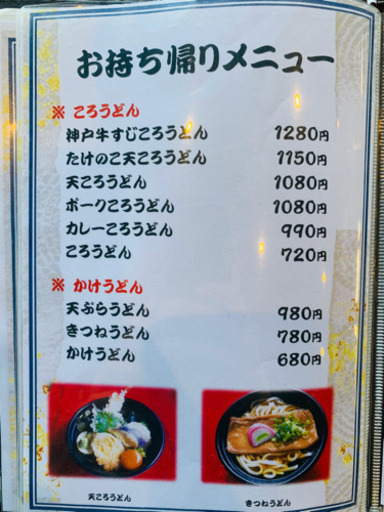 お持ち帰りメニュー
※ ころうどん
神戸牛すじころうどん 1280円
たけのこ天ころうどん 1150円
天ころうどん 1080円
ポークころうどん 1080円
カレーころうどん 990円
ころうどん 720円
※ かけうどん
天ぷらうどん 980円
きつねうどん 780円
かけうどん 680円
天ころうどん
きつねうどん